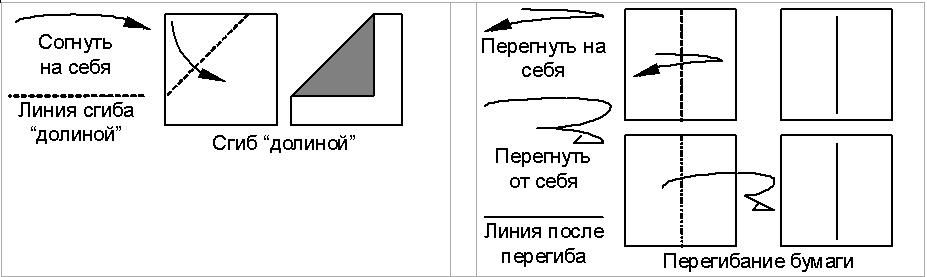 Согнуть
на себя
Линия сгиба
“долиной”
Сгиб “долиной”
Перегнуть на
себя
Перегнуть
от себя
Линия после
перегиба
Перегибание бумаги